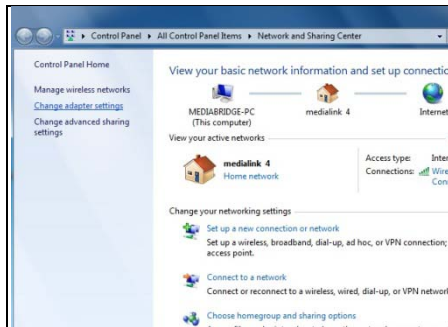 Control Panel ▸ All Control Panel Items ▸ Network and Sharing Center
Control Panel Home
Manage wireless networks
Change adapter settings
Change advanced sharing
settings
View your basic network information and set up connectio
MEDIABRIDGE-PC
(This computer)
medialink 4
Internet
View your active networks
medialink 4
Home network
Access type: Inter
Connections: Wire
Con
Change your networking settings
Set up a new connection or network
Set up a wireless, broadband, dial-up, ad hoc, or VPN connection;
access point.
Connect to a network
Connect or reconnect to a wireless, wired, dial-up, or VPN network
Choose homegroup and sharing options